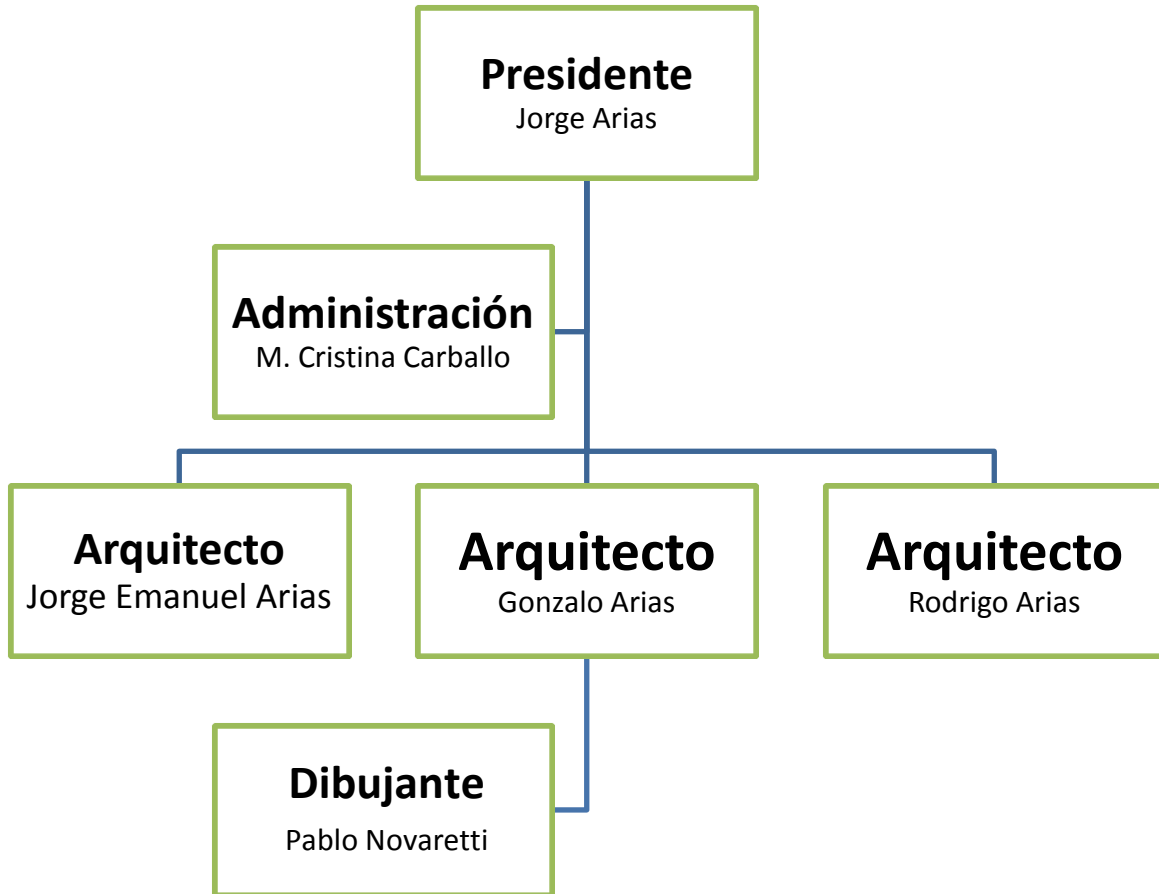 Presidente
Jorge Arias
Administración
M. Cristina Carballo
Arquitecto
Jorge Emanuel Arias
Arquitecto
Gonzalo Arias
Arquitecto
Rodrigo Arias
Dibujante
Pablo Novaretti